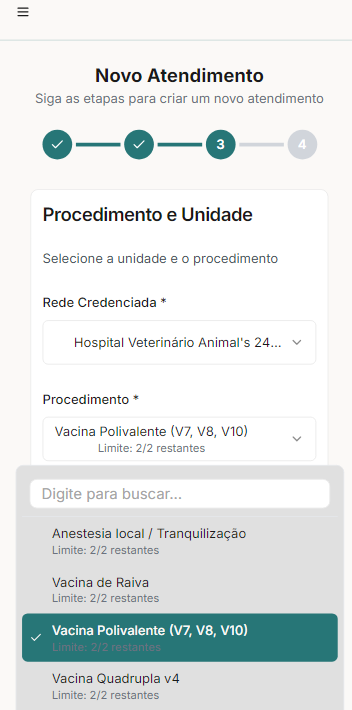 Novo Atendimento
Siga as etapas para criar um novo atendimento
3
4
Procedimento e Unidade
Selecione a unidade e o procedimento
Rede Credenciada *
Hospital Veterinário Animal's 24...
Procedimento *
Vacina Polivalente (V7, V8, V10)
Limite: 2/2 restantes
Digite para buscar...
Anestesia local / Tranquilização
Limite: 2/2 restantes
Vacina de Raiva
Limite: 2/2 restantes
Vacina Polivalente (V7, V8, V10)
Limite: 2/2 restantes
Vacina Quadrupla v4
Limite: 2/2 restantes